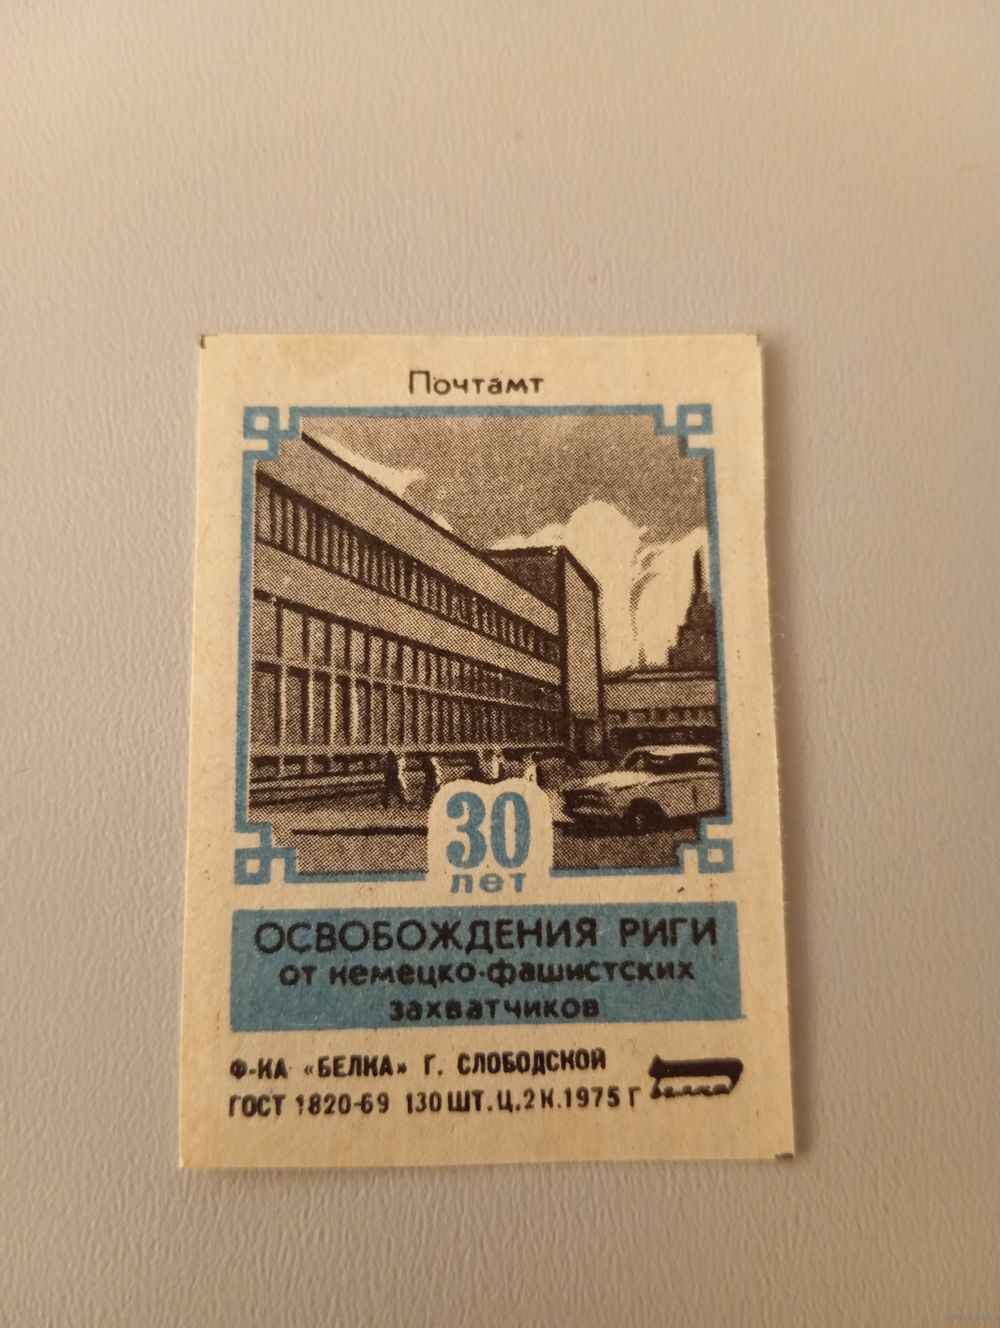 Почтамт
30
лет
ОСВОБОЖДЕНИЯ РИГИ
от немецко-фашистских
захватчиков
Ф-КА «БЕЛКА» Г. СЛОБОДСКОЙ
ГОСТ 1820-69 130 ШТ. Ц. 2 К. 1975 Г
белка